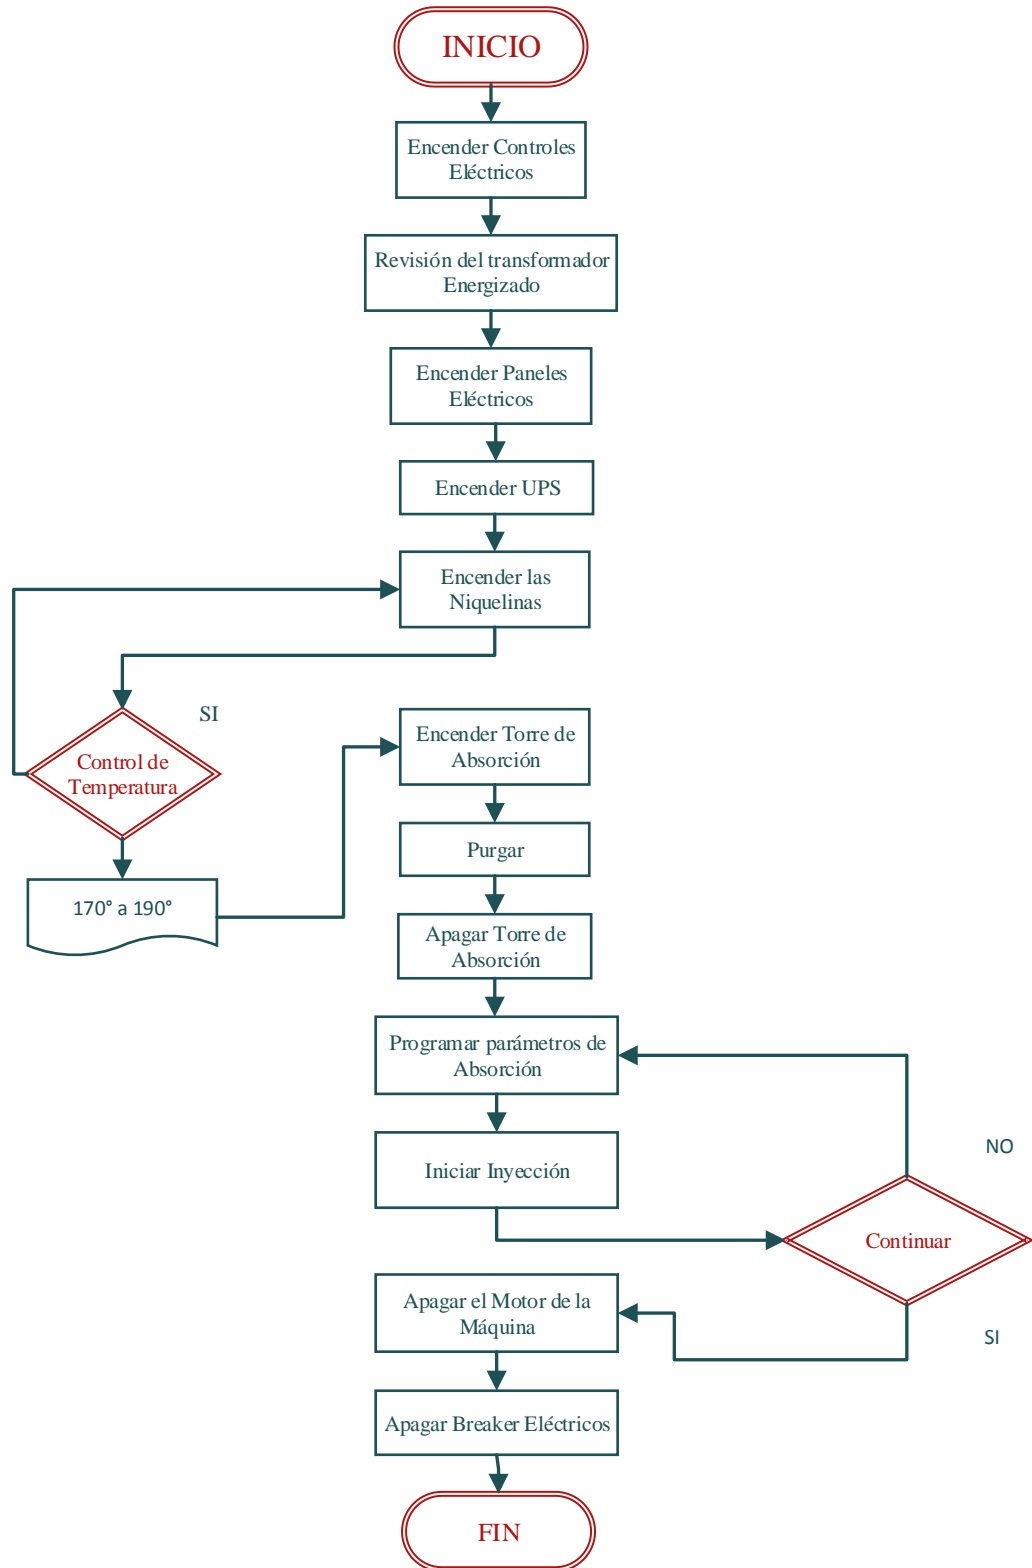 INICIO
Encender Controles
Eléctricos
Revisión del transformador
Energizado
Encender Paneles
Eléctricos
Encender UPS
Encender las
Niquelinas
SI
Control de
Temperatura
170° a 190°
Encender Torre de
Absorción
Purgar
Apagar Torre de
Absorción
Programar parámetros de
Absorción
Iniciar Inyección
NO
Continuar
SI
Apagar el Motor de la
Máquina
Apagar Breaker Eléctricos
FIN